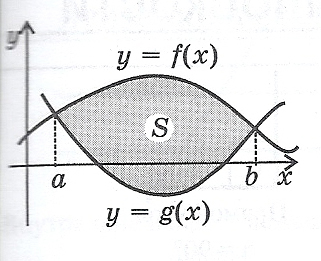 y
y = f(x)
S
a
b
x
y = g(x)